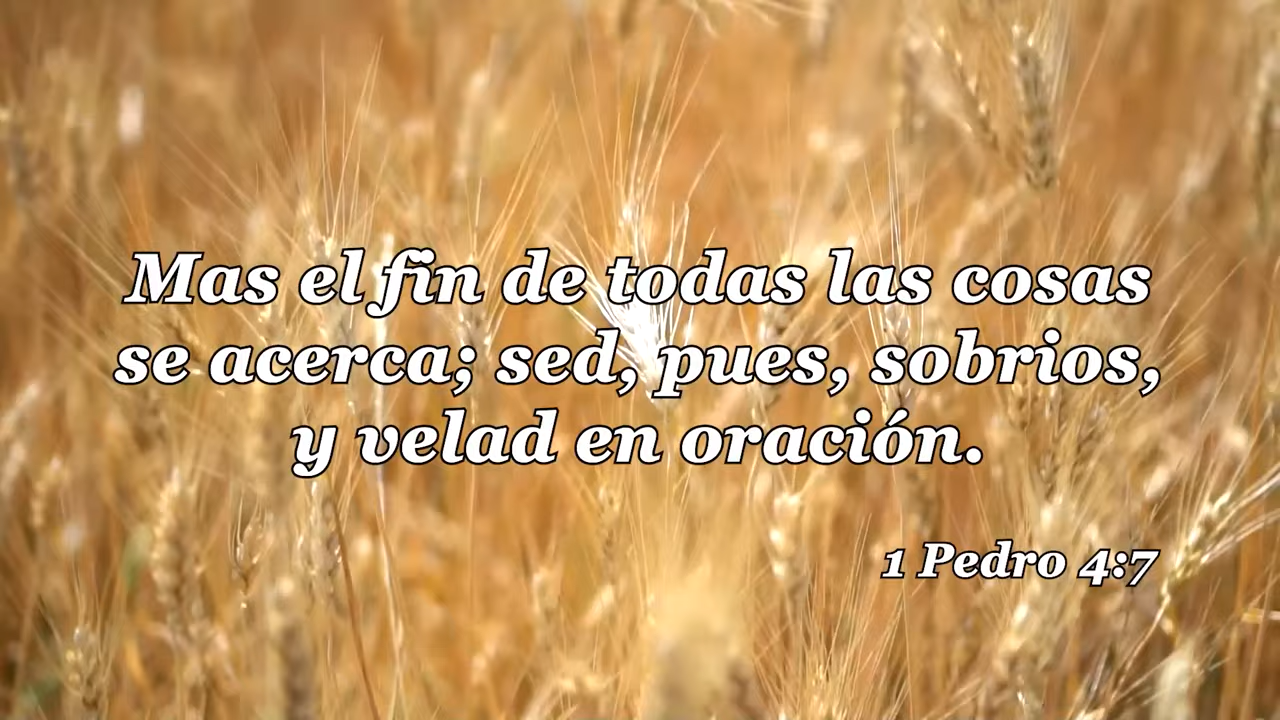 Mas el fin de todas las cosas
se acerca; sed, pues, sobrios,
y velad en oración.
1 Pedro 4:7